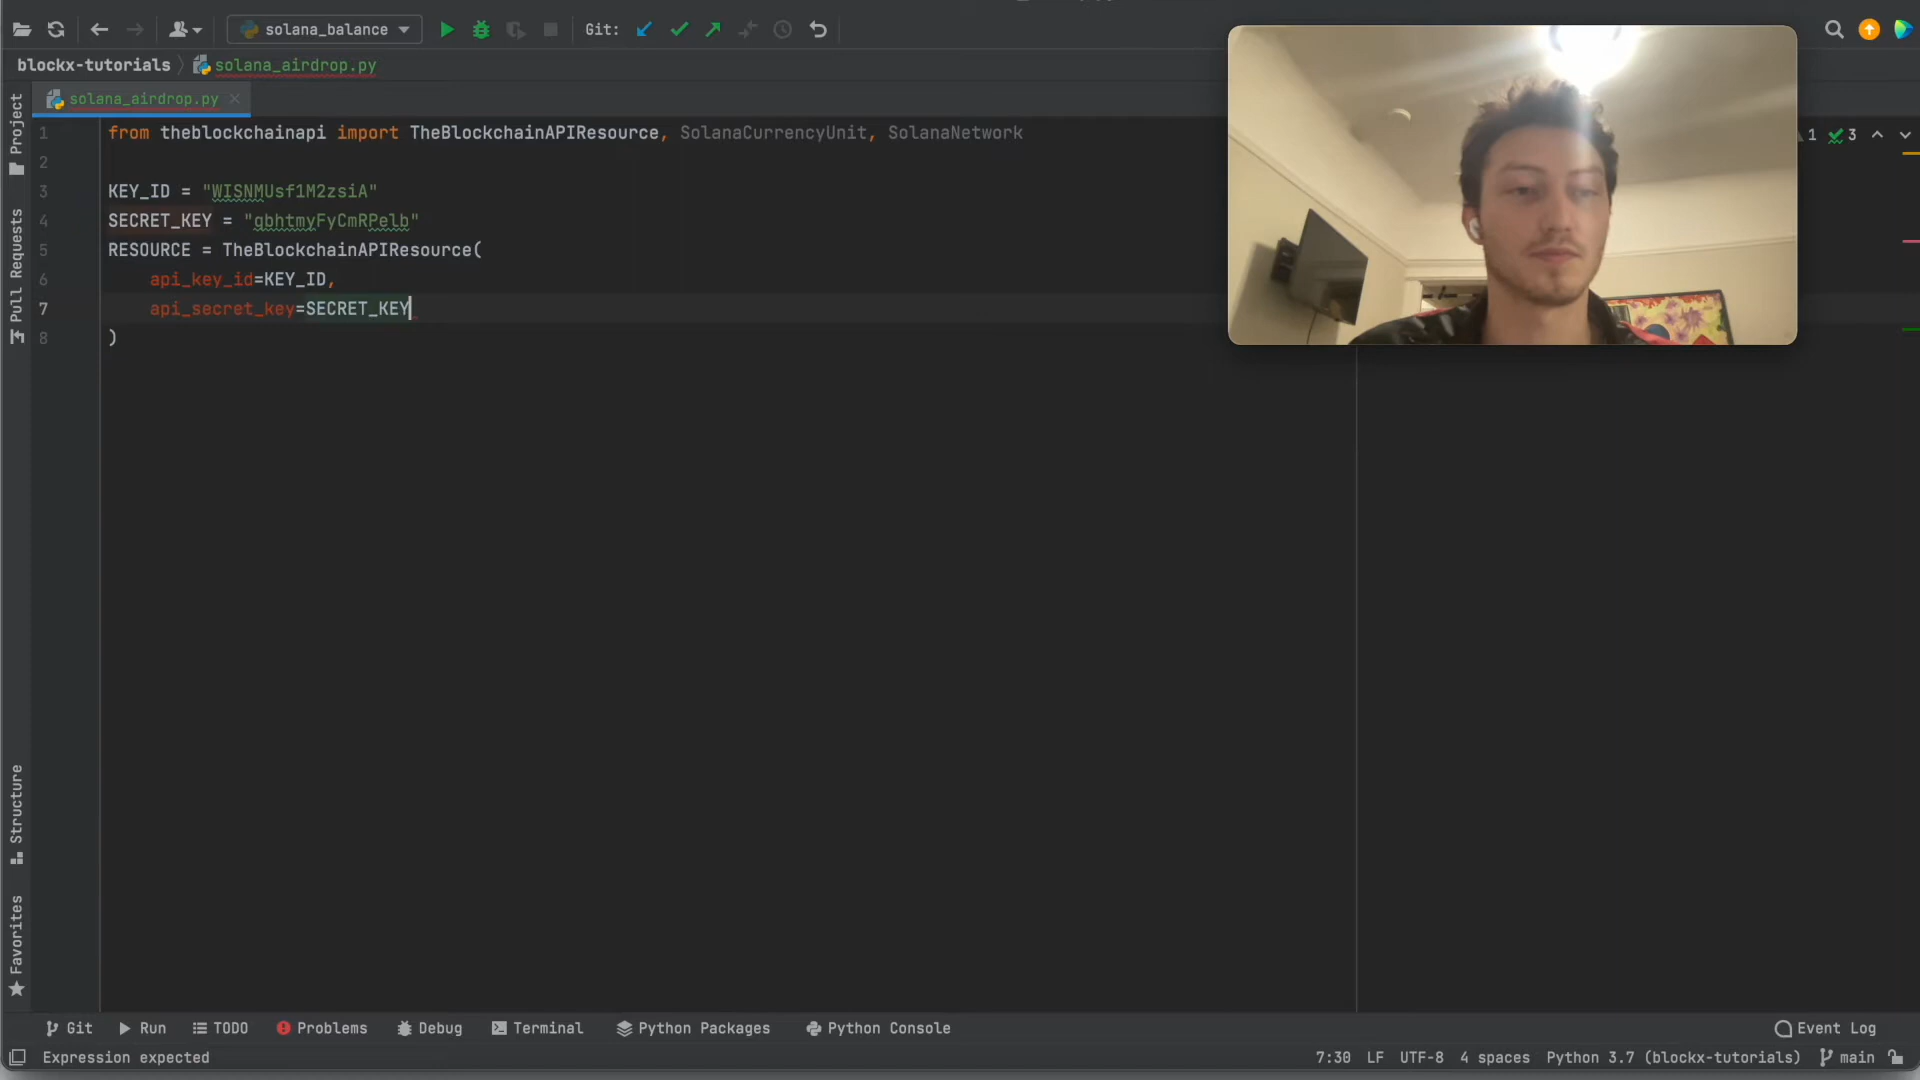 solana_balance
Git:
blockx-tutorials
solana_airdrop.py
solana_airdrop.py
1 3
Project
Pull Requests
Structure
Favorites
1 from theblockchainapi import TheBlockchainAPIResource, SolanaCurrencyUnit, SolanaNetwork
2
3 KEY_ID = "WISNMUsf1M2zsiA"
4 SECRET_KEY = "gbhtmyFyCmRPelb"
5 RESOURCE = TheBlockchainAPIResource(
6 api_key_id=KEY_ID,
7 api_secret_key=SECRET_KEY
8 )
Git Run TODO Problems Debug Terminal Python Packages Python Console Event Log
Expression expected 7:30 LF UTF-8 4 spaces Python 3.7 (blockx-tutorials) main